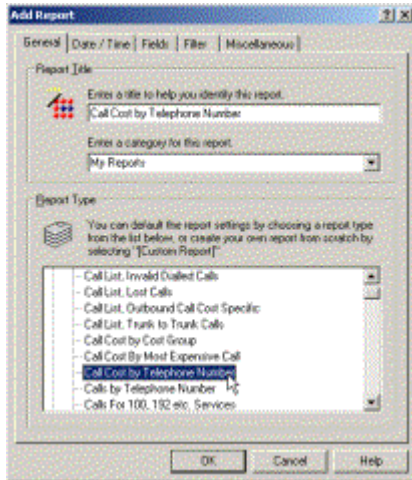 Add Report
General Date / Time Fields Filter Miscellaneous
Report Title
Enter a title to help you identify this report.
Call Cost by Telephone Number
Enter a category for this report.
My Reports
Report Type
You can default the report settings by choosing a report type
from the list below, or create your own report from scratch by
selecting "[Custom Report]"
Call List, Invalid Dialled Calls
Call List, Lost Calls
Call List, Outbound Call Cost Specific
Call List, Trunk to Trunk Calls
Call Cost by Cost Group
Call Cost By Most Expensive Call
Call Cost by Telephone Number
Calls by Telephone Number
Calls For 100, 192 etc. Services
OK Cancel Help